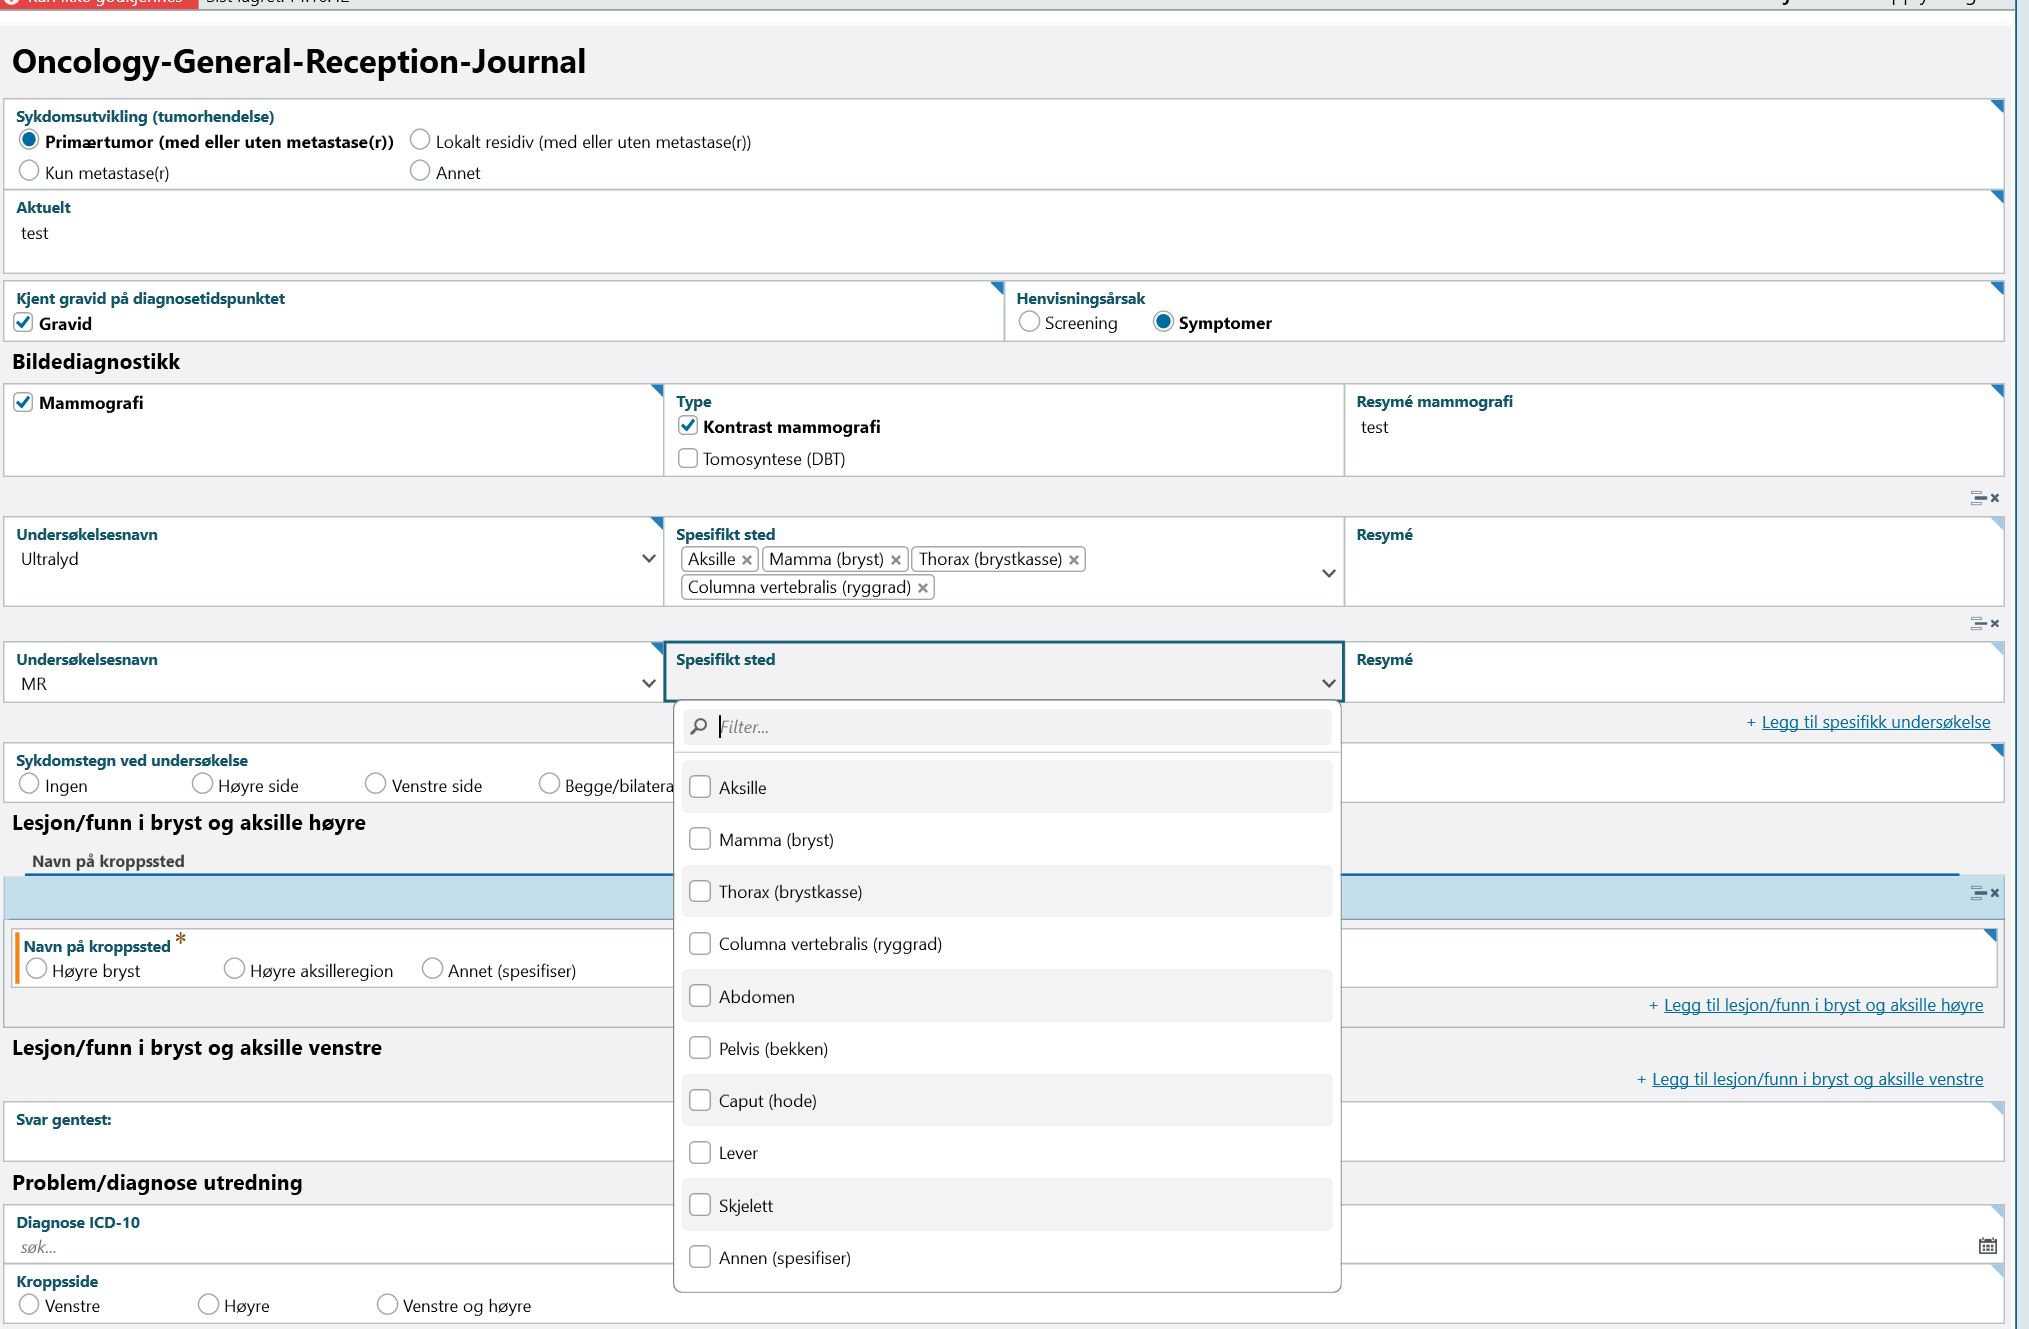 Oncology-General-Reception-Journal
Sykdomsutvikling (tumorhendelse)
Primærtumor (med eller uten metastase(r)) Lokalt residiv (med eller uten metastase(r))
Kun metastase(r) Annet
Aktuelt
test
Kjent gravid på diagnosetidspunktet Henvisningsårsak
Gravid Screening Symptomer
Bildediagnostikk
Mammografi Type Resymé mammografi
Kontrast mammografi test
Tomosyntese (DBT)
Undersøkelsesnavn Spesifikt sted Resymé
Ultralyd Aksille Mamma (bryst) Thorax (brystkasse)
Columna vertebralis (ryggrad)
Undersøkelsesnavn Spesifikt sted Resymé
MR
Filter...
+ Legg til spesifikk undersøkelse
Sykdomstegn ved undersøkelse
Ingen Høyre side Venstre side Begge/bilatera
Aksille
Mamma (bryst)
Thorax (brystkasse)
Columna vertebralis (ryggrad)
Abdomen
Pelvis (bekken)
Caput (hode)
Lever
Skjelett
Annen (spesifiser)
Lesjon/funn i bryst og aksille høyre
Navn på kroppssted
Navn på kroppssted *
Høyre bryst Høyre aksilleregion Annet (spesifiser)
+ Legg til lesjon/funn i bryst og aksille høyre
Lesjon/funn i bryst og aksille venstre
+ Legg til lesjon/funn i bryst og aksille venstre
Svar gentest:
Problem/diagnose utredning
Diagnose ICD-10
søk...
Kroppsside
Venstre Høyre Venstre og høyre